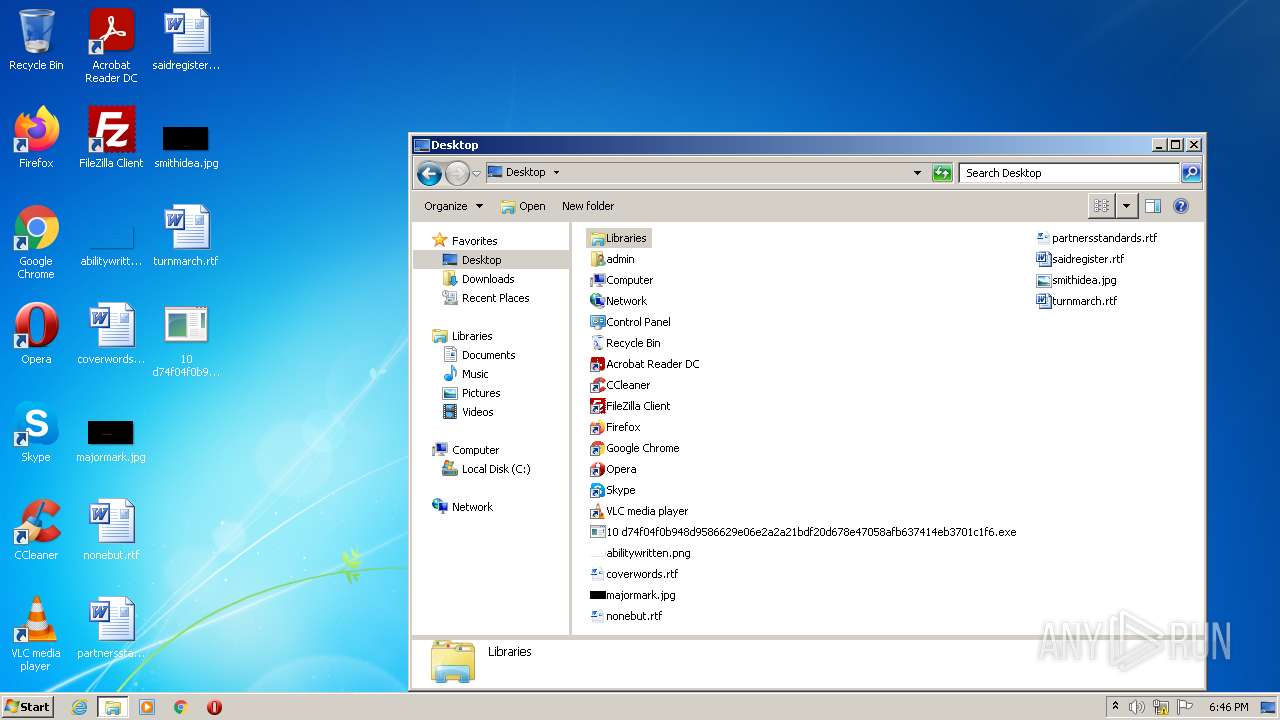 Recycle Bin
Acrobat
Reader DC
saidregister...
Firefox
FileZilla Client
smithidea.jpg
Google
Chrome
abilitywritt...
turnmarch.rtf
Opera
coverwords...
10
d74f04f0b9...
Skype
majormark.jpg
CCleaner
nonebut.rtf
VLC media
player
partnerssta...
Desktop
Desktop
Search Desktop
Organize
Open
New folder
Favorites
Desktop
Downloads
Recent Places
Libraries
Documents
Music
Pictures
Videos
Computer
Local Disk (C:)
Network
Libraries
admin
Computer
Network
Panel
Recycle Bin
Acrobat Reader DC
CCleaner
FileZilla Client
Firefox
Google Chrome
Opera
Skype
VLC media player
10 d74f04f0b948d9586629e06e2a2a21bdf20d678e47058afb637414eb3701c1f6.exe
abilitywritten.png
coverwords.rtf
majormark.jpg
nonebut.rtf
partnersstandards.rtf
saidregister.rtf
smithidea.jpg
turnmarch.rtf
Libraries
ANY RUN
Start
6:46 PM